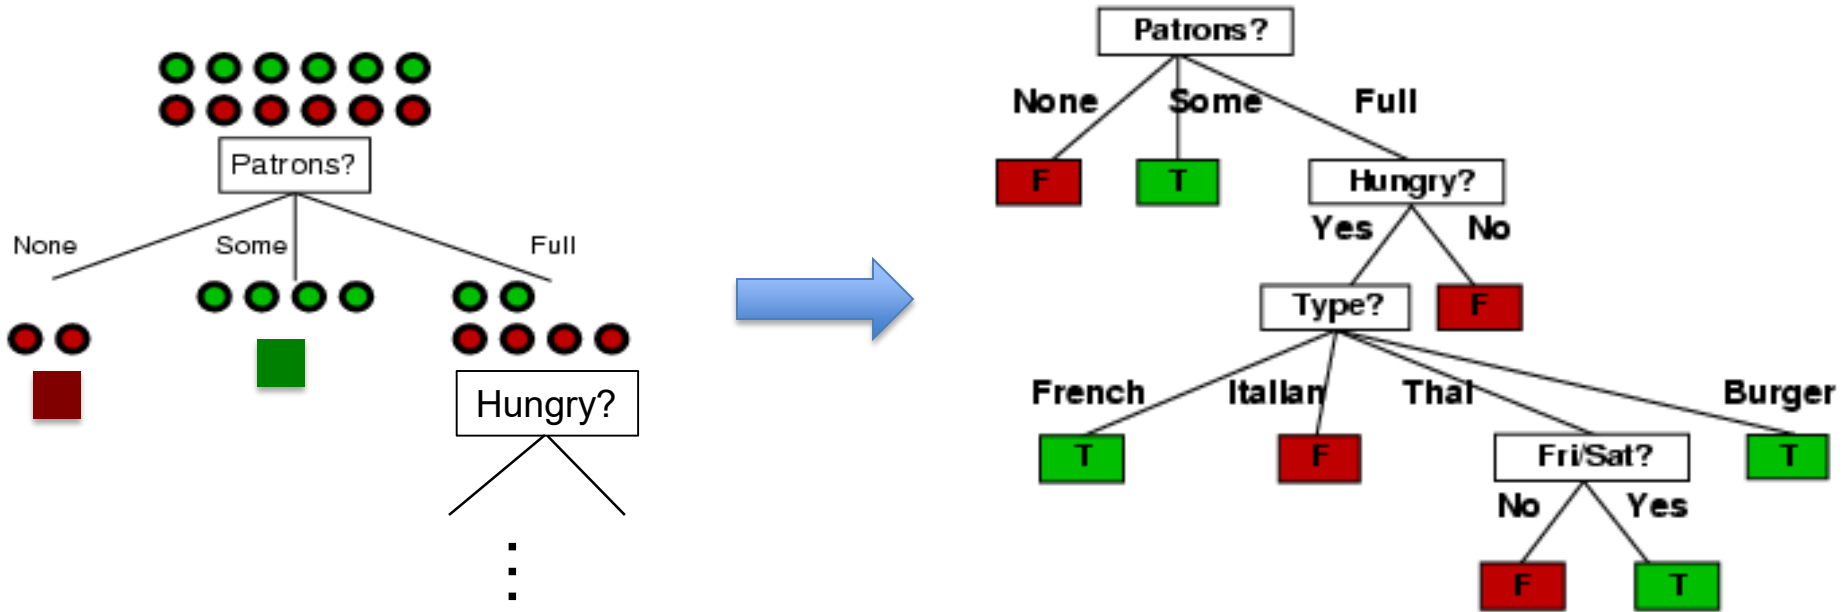 Patrons?
None
Some
Full
Hungry?
Patrons?
None
Some
Full
F
T
Hungry?
Yes
No
Type?
F
French
Italian
Thai
Burger
T
F
Fri/Sat?
T
No
Yes
F
T